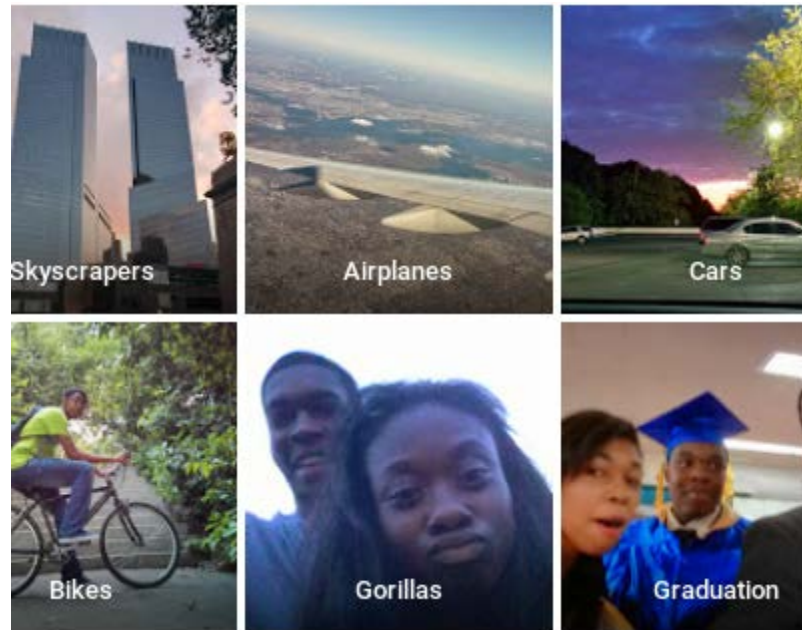 Skyscrapers
Airplanes
Cars
Bikes
Gorillas
Graduation